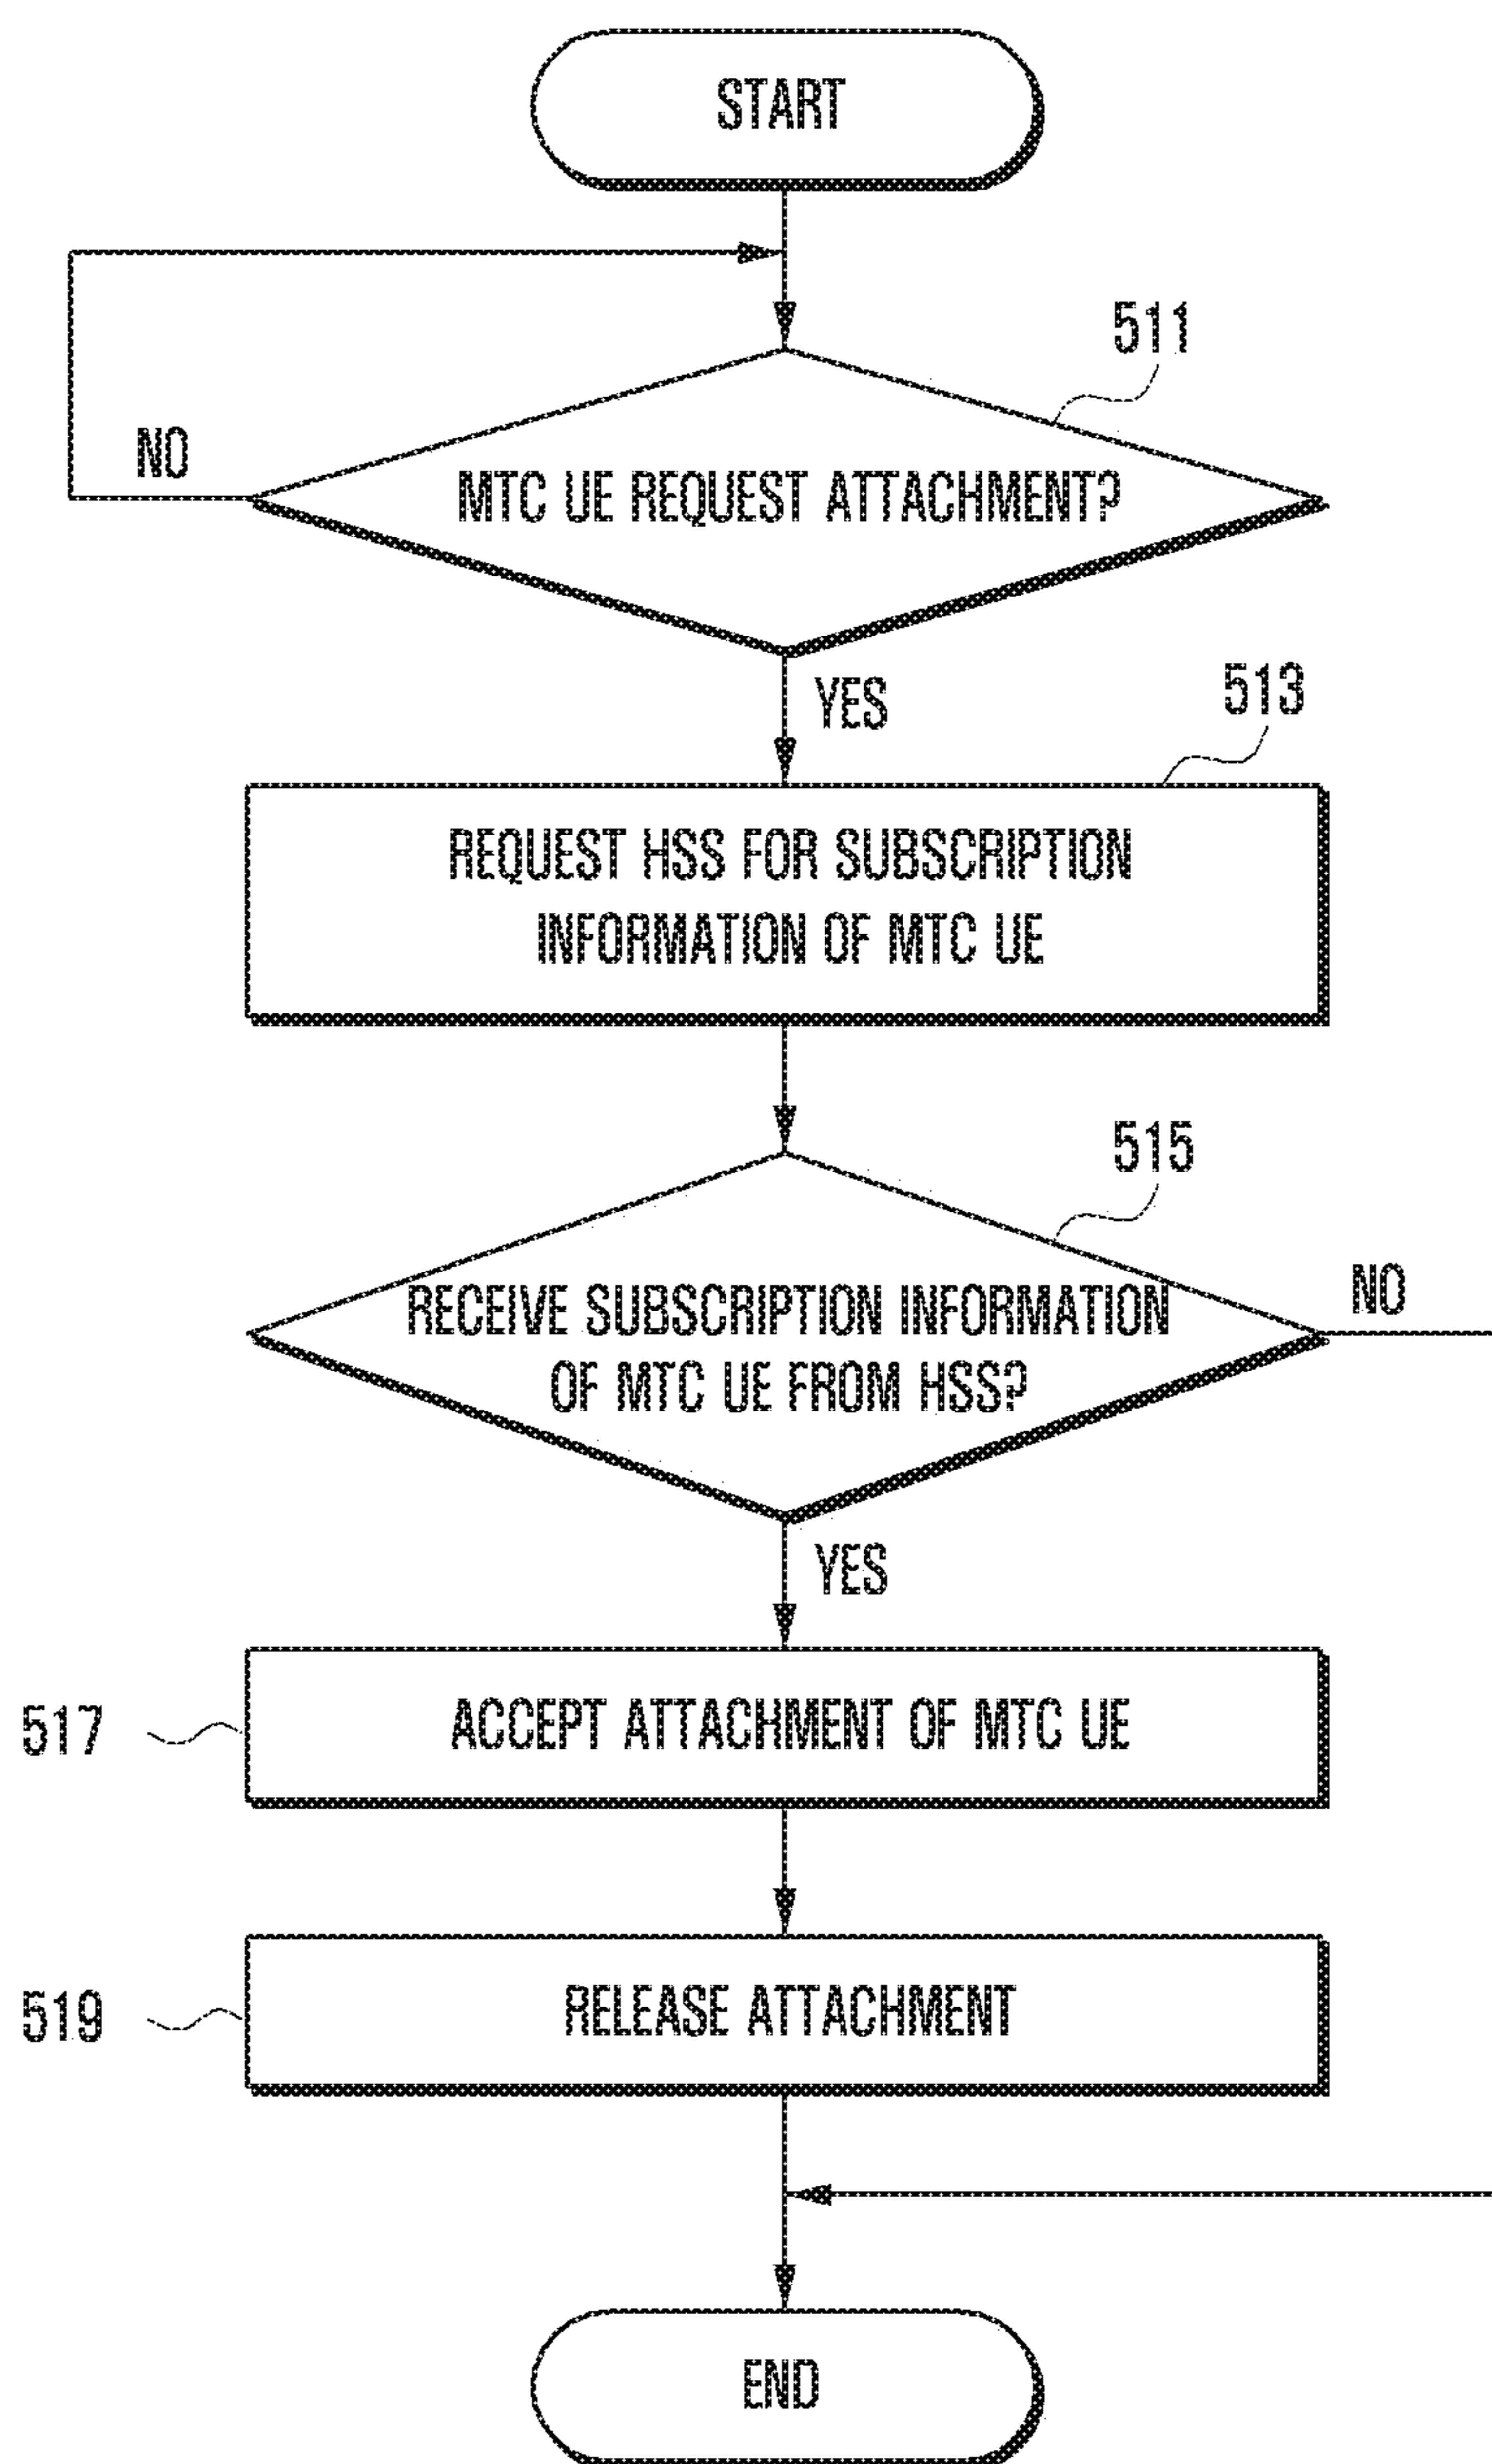 START
511
NO
MTC UE REQUEST ATTACHMENT?
YES
513
REQUEST HSS FOR SUBSCRIPTION
INFORMATION OF MTC UE
515
NO
RECEIVE SUBSCRIPTION INFORMATION
OF MTC UE FROM HSS?
YES
517
ACCEPT ATTACHMENT OF MTC UE
519
RELEASE ATTACHMENT
END